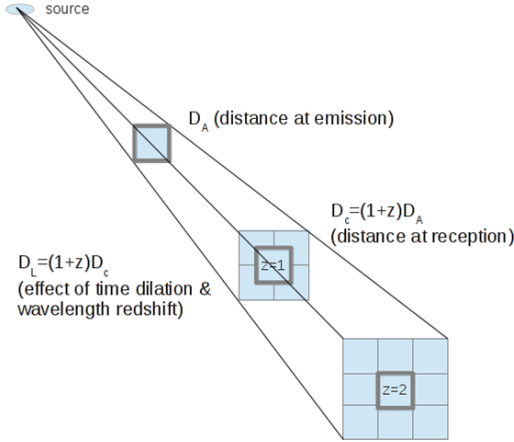 source
D_A (distance at emission)
D_c=(1+z)D_A
(distance at reception)
z=1
D_L=(1+z)D_c
(effect of time dilation &
wavelength redshift)
z=2